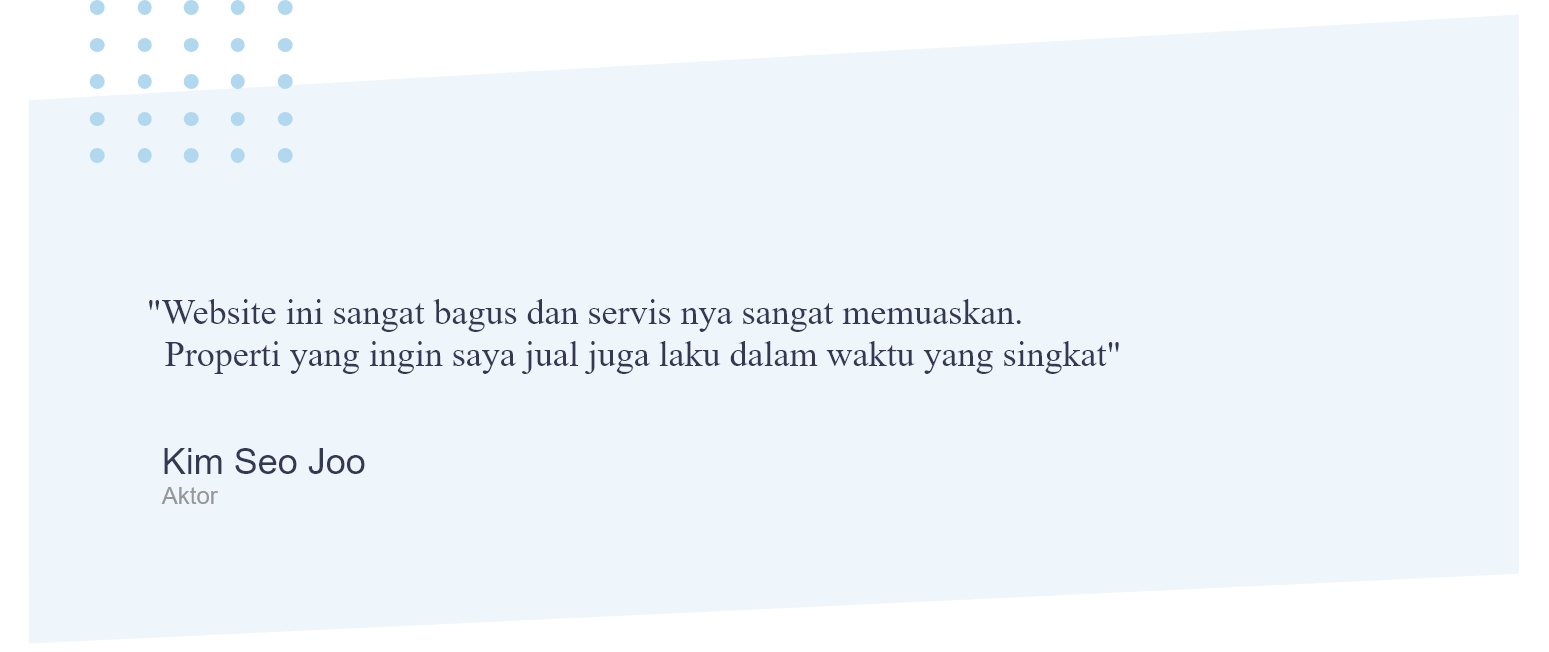 "Website ini sangat bagus dan servis nya sangat memuaskan.
Properti yang ingin saya jual juga laku dalam waktu yang singkat"
Kim Seo Joo
Aktor